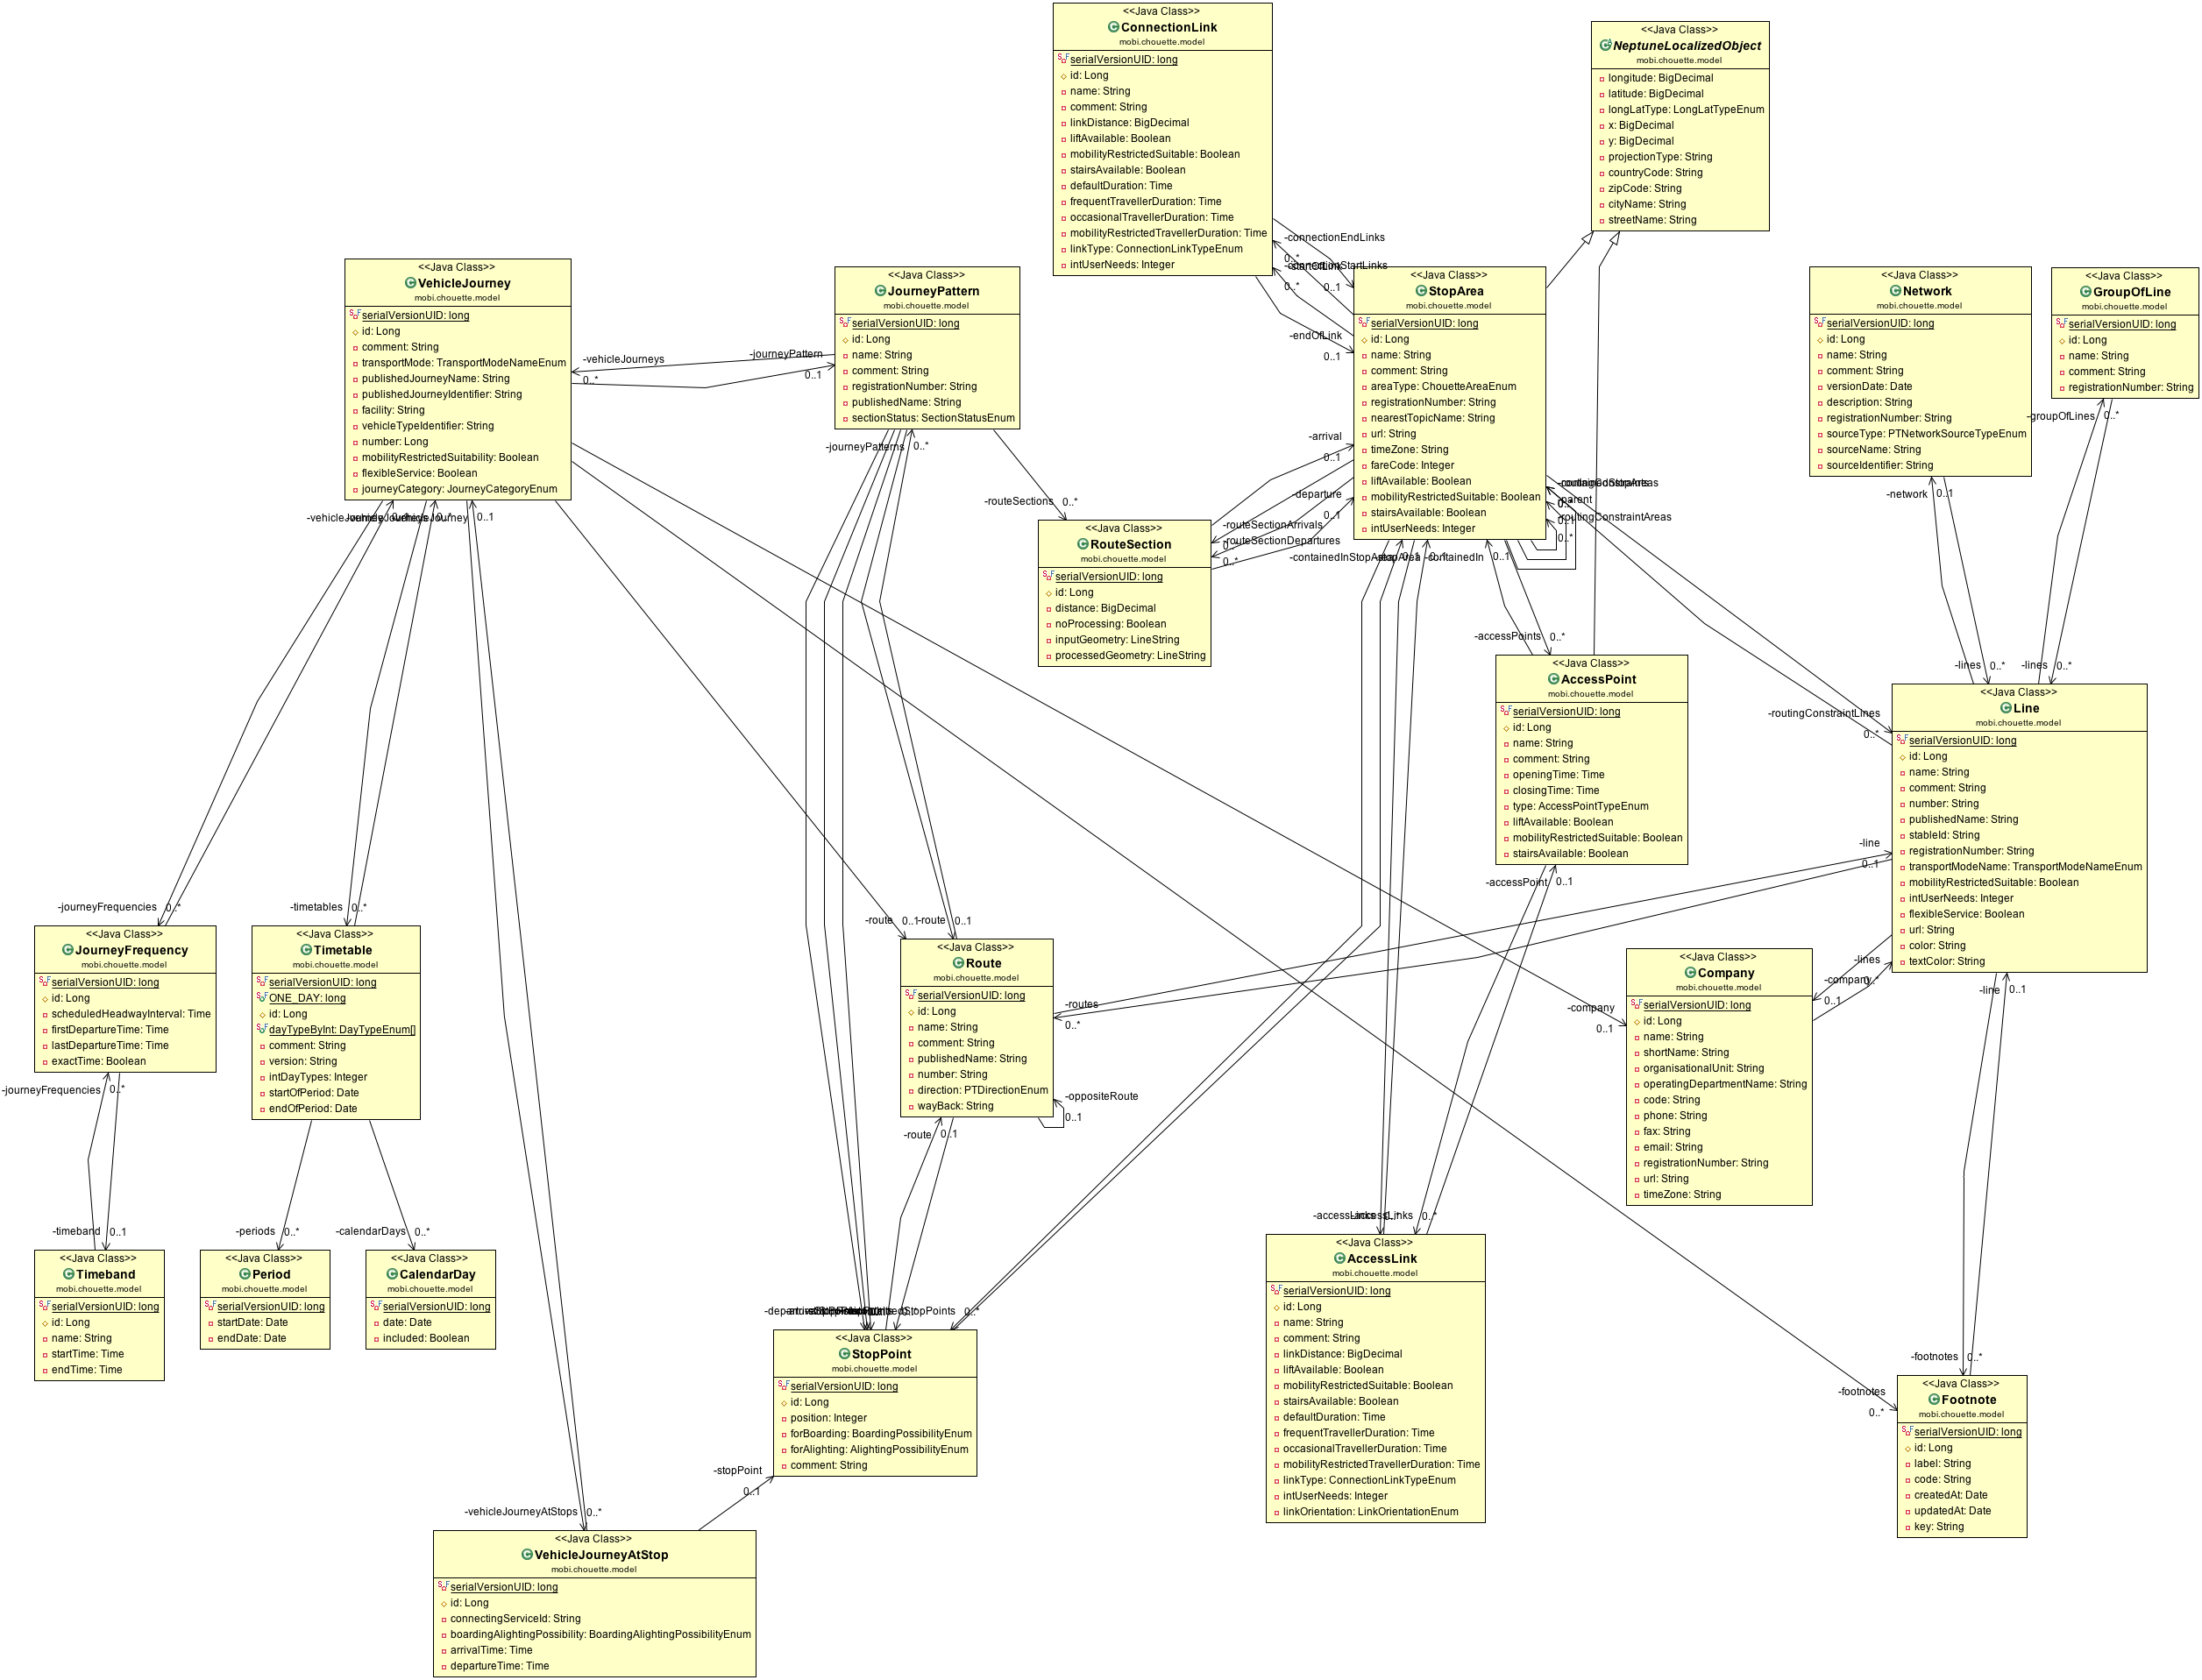 <<Java Class>>
ConnectionLink
mobi.chouette.model
serialVersionUID: long
id: Long
name: String
comment: String
linkDistance: BigDecimal
liftAvailable: Boolean
mobilityRestrictedSuitable: Boolean
stairsAvailable: Boolean
defaultDuration: Time
frequentTravellerDuration: Time
occasionalTravellerDuration: Time
mobilityRestrictedTravellerDuration: Time
linkType: ConnectionLinkTypeEnum
intUserNeeds: Integer
<<Java Class>>
NeptuneLocalizedObject
mobi.chouette.model
longitude: BigDecimal
latitude: BigDecimal
longLatType: LongLatTypeEnum
x: BigDecimal
y: BigDecimal
projectionType: String
countryCode: String
zipCode: String
cityName: String
streetName: String
-connectionEndLinks
0..*
0..1
0..*
-endOfLink
0..1
<<Java Class>>
VehicleJourney
mobi.chouette.model
serialVersionUID: long
id: Long
comment: String
transportMode: TransportModeNameEnum
publishedJourneyName: String
publishedJourneyIdentifier: String
facility: String
vehicleTypeIdentifier: String
number: Long
mobilityRestrictedSuitability: Boolean
flexibleService: Boolean
journeyCategory: JourneyCategoryEnum
-vehicleJourneys
0..*
-journeyPattern
0..1
<<Java Class>>
JourneyPattern
mobi.chouette.model
serialVersionUID: long
id: Long
name: String
comment: String
registrationNumber: String
publishedName: String
sectionStatus: SectionStatusEnum
-journeyPatterns
0..*
<<Java Class>>
StopArea
mobi.chouette.model
serialVersionUID: long
id: Long
name: String
comment: String
areaType: ChouetteAreaEnum
registrationNumber: String
nearestTopicName: String
url: String
timeZone: String
fareCode: Integer
liftAvailable: Boolean
mobilityRestrictedSuitable: Boolean
stairsAvailable: Boolean
intUserNeeds: Integer
<<Java Class>>
Network
mobi.chouette.model
serialVersionUID: long
id: Long
name: String
comment: String
versionDate: Date
description: String
registrationNumber: String
sourceType: PTNetworkSourceTypeEnum
sourceName: String
sourceIdentifier: String
<<Java Class>>
GroupOfLine
mobi.chouette.model
serialVersionUID: long
id: Long
name: String
comment: String
registrationNumber: String
-groupOfLines
0..*
-network
0..1
-arrival
0..1
-departure
0..1
-routeSections
0..*
-routeSectionArrivals
-routeSectionDepartures
0..*
-parent
-routingConstraintAreas
0..*
<<Java Class>>
RouteSection
mobi.chouette.model
serialVersionUID: long
id: Long
distance: BigDecimal
noProcessing: Boolean
inputGeometry: LineString
processedGeometry: LineString
-containedIn
0..1
0..1
-accessPoints
0..*
<<Java Class>>
AccessPoint
mobi.chouette.model
serialVersionUID: long
id: Long
name: String
comment: String
openingTime: Time
closingTime: Time
type: AccessPointTypeEnum
liftAvailable: Boolean
mobilityRestrictedSuitable: Boolean
stairsAvailable: Boolean
-accessPoint
0..1
-lines
0..*
-lines
0..*
-routingConstraintLines
0..*
<<Java Class>>
Line
mobi.chouette.model
serialVersionUID: long
id: Long
name: String
comment: String
number: String
publishedName: String
stableId: String
registrationNumber: String
transportModeName: TransportModeNameEnum
mobilityRestrictedSuitable: Boolean
intUserNeeds: Integer
flexibleService: Boolean
url: String
color: String
textColor: String
-line
0..1
-lines
0..*
-company
0..1
-line
0..1
-journeyFrequencies
0..*
-timetables
0..*
0..1
<<Java Class>>
JourneyFrequency
mobi.chouette.model
serialVersionUID: long
id: Long
scheduledHeadwayInterval: Time
firstDepartureTime: Time
lastDepartureTime: Time
exactTime: Boolean
<<Java Class>>
Timetable
mobi.chouette.model
serialVersionUID: long
ONE_DAY: long
id: Long
dayTypeByInt: DayTypeEnum[]
comment: String
version: String
intDayTypes: Integer
startOfPeriod: Date
endOfPeriod: Date
-route
0..1
-route
0..1
<<Java Class>>
Route
mobi.chouette.model
serialVersionUID: long
id: Long
name: String
comment: String
publishedName: String
number: String
direction: PTDirectionEnum
wayBack: String
-routes
0..*
-oppositeRoute
0..1
-route
0..1
-company
0..1
<<Java Class>>
Company
mobi.chouette.model
serialVersionUID: long
id: Long
name: String
shortName: String
organisationalUnit: String
operatingDepartmentName: String
code: String
phone: String
fax: String
email: String
registrationNumber: String
url: String
timeZone: String
-journeyFrequencies
0..*
-timeband
0..1
-periods
0..*
-calendarDays
0..*
<<Java Class>>
Timeband
mobi.chouette.model
serialVersionUID: long
id: Long
name: String
startTime: Time
endTime: Time
<<Java Class>>
Period
mobi.chouette.model
serialVersionUID: long
startDate: Date
endDate: Date
<<Java Class>>
CalendarDay
mobi.chouette.model
serialVersionUID: long
date: Date
included: Boolean
0..*
<<Java Class>>
StopPoint
mobi.chouette.model
serialVersionUID: long
id: Long
position: Integer
forBoarding: BoardingPossibilityEnum
forAlighting: AlightingPossibilityEnum
comment: String
0..*
<<Java Class>>
AccessLink
mobi.chouette.model
serialVersionUID: long
id: Long
name: String
comment: String
linkDistance: BigDecimal
liftAvailable: Boolean
mobilityRestrictedSuitable: Boolean
stairsAvailable: Boolean
defaultDuration: Time
frequentTravellerDuration: Time
occasionalTravellerDuration: Time
mobilityRestrictedTravellerDuration: Time
linkType: ConnectionLinkTypeEnum
intUserNeeds: Integer
linkOrientation: LinkOrientationEnum
-footnotes
0..*
-footnotes
0..*
<<Java Class>>
Footnote
mobi.chouette.model
serialVersionUID: long
id: Long
label: String
code: String
createdAt: Date
updatedAt: Date
key: String
-stopPoint
0..1
-vehicleJourneyAtStops
0..*
<<Java Class>>
VehicleJourneyAtStop
mobi.chouette.model
serialVersionUID: long
id: Long
connectingServiceId: String
boardingAlightingPossibility: BoardingAlightingPossibilityEnum
arrivalTime: Time
departureTime: Time